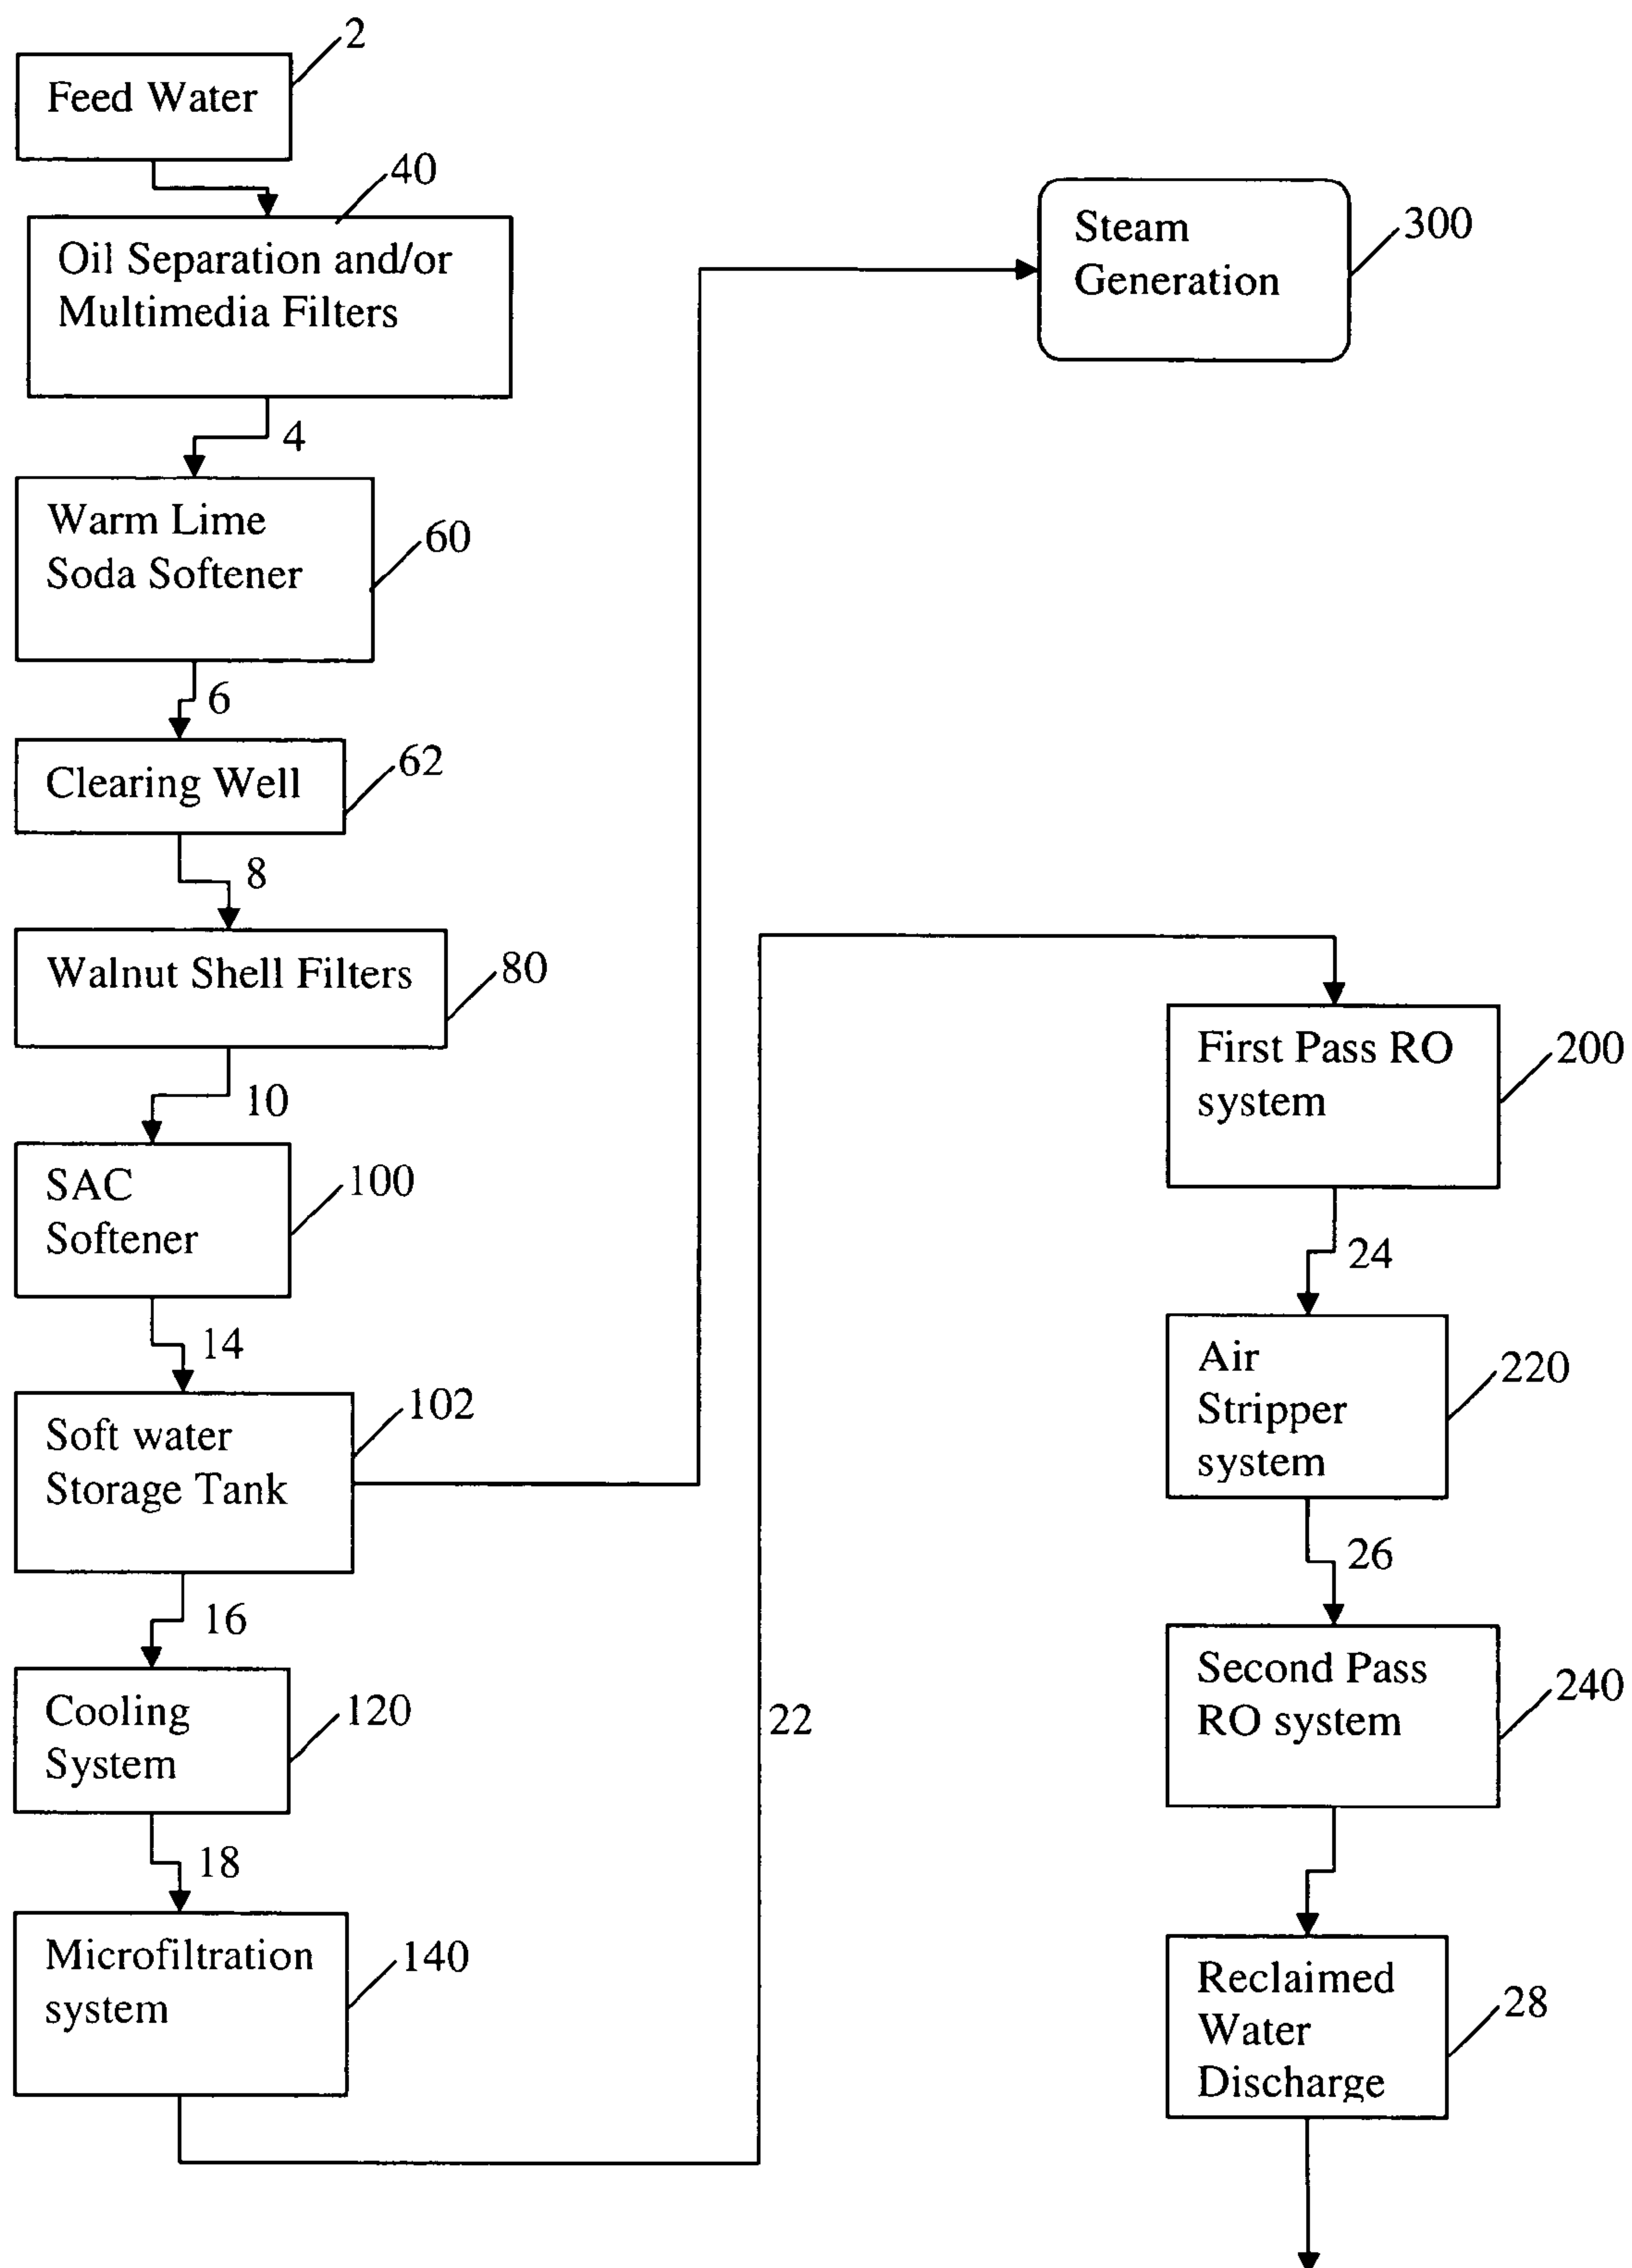 2
Feed Water
40
Oil Separation and/or
Multimedia Filters
4
Warm Lime
Soda Softener
60
6
Clearing Well
62
8
Walnut Shell Filters
80
10
SAC
Softener
100
14
Soft water
Storage Tank
102
16
Cooling
System
120
18
Microfiltration
system
140
22
Steam
Generation
300
First Pass RO
system
200
24
Air
Stripper
system
220
26
Second Pass
RO system
240
Reclaimed
Water
Discharge
28